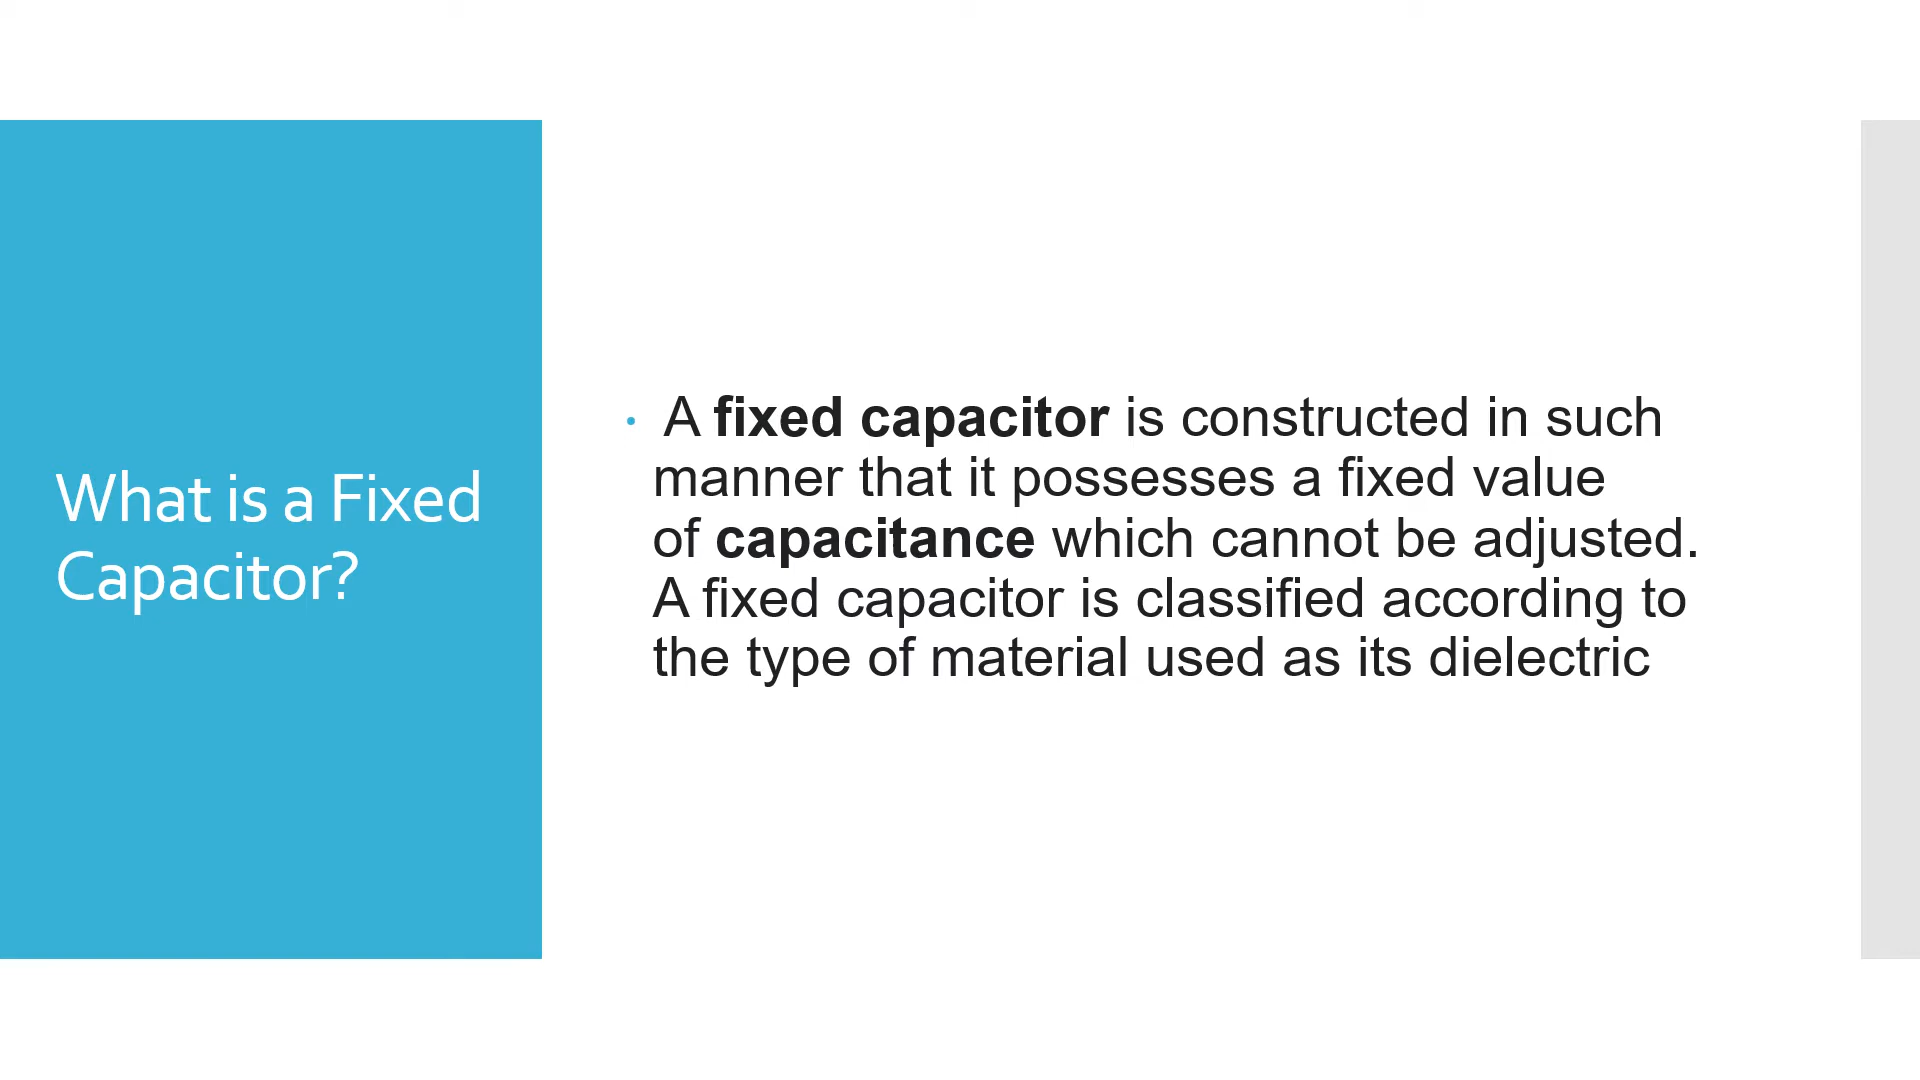 What is a Fixed
Capacitor?
• A fixed capacitor is constructed in such
manner that it possesses a fixed value
of capacitance which cannot be adjusted.
A fixed capacitor is classified according to
the type of material used as its dielectric